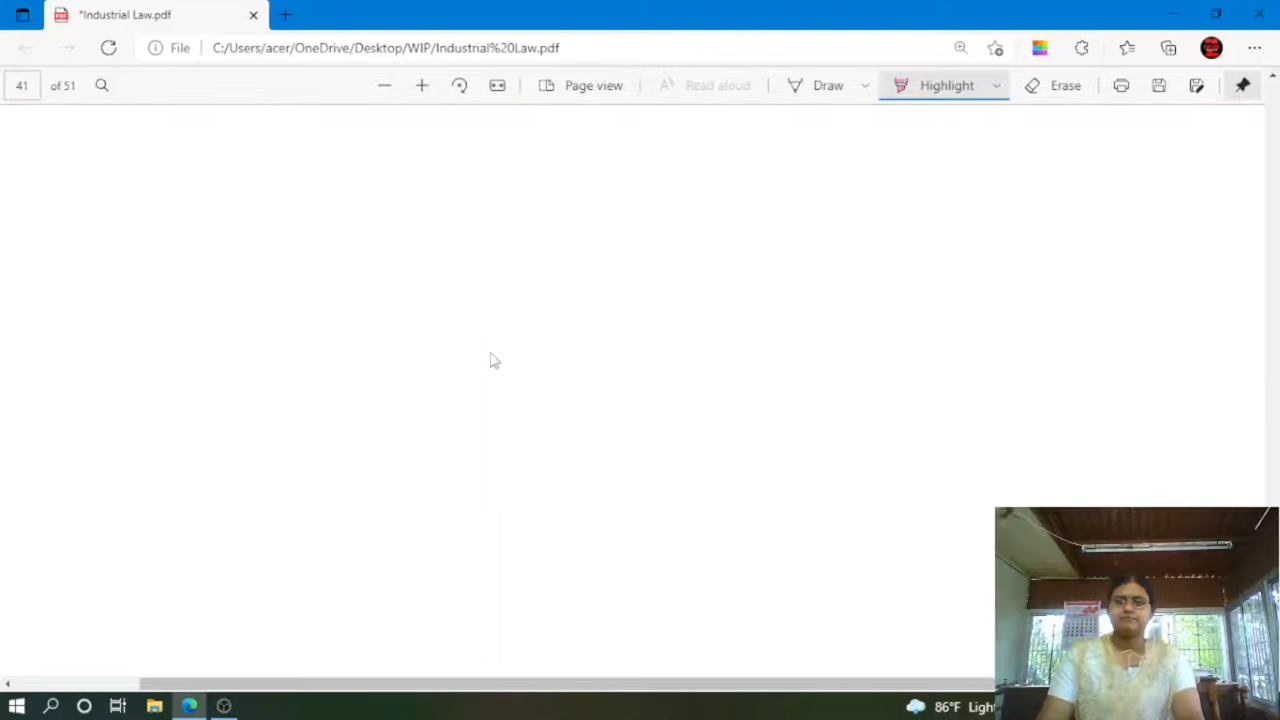 *Industrial Law.pdf
File
C:/Users/acer/OneDrive/Desktop/WIP/Industrial%20Law.pdf
41 of 51
Page view
Read aloud
Draw
Highlight
Erase
86°F Ligh